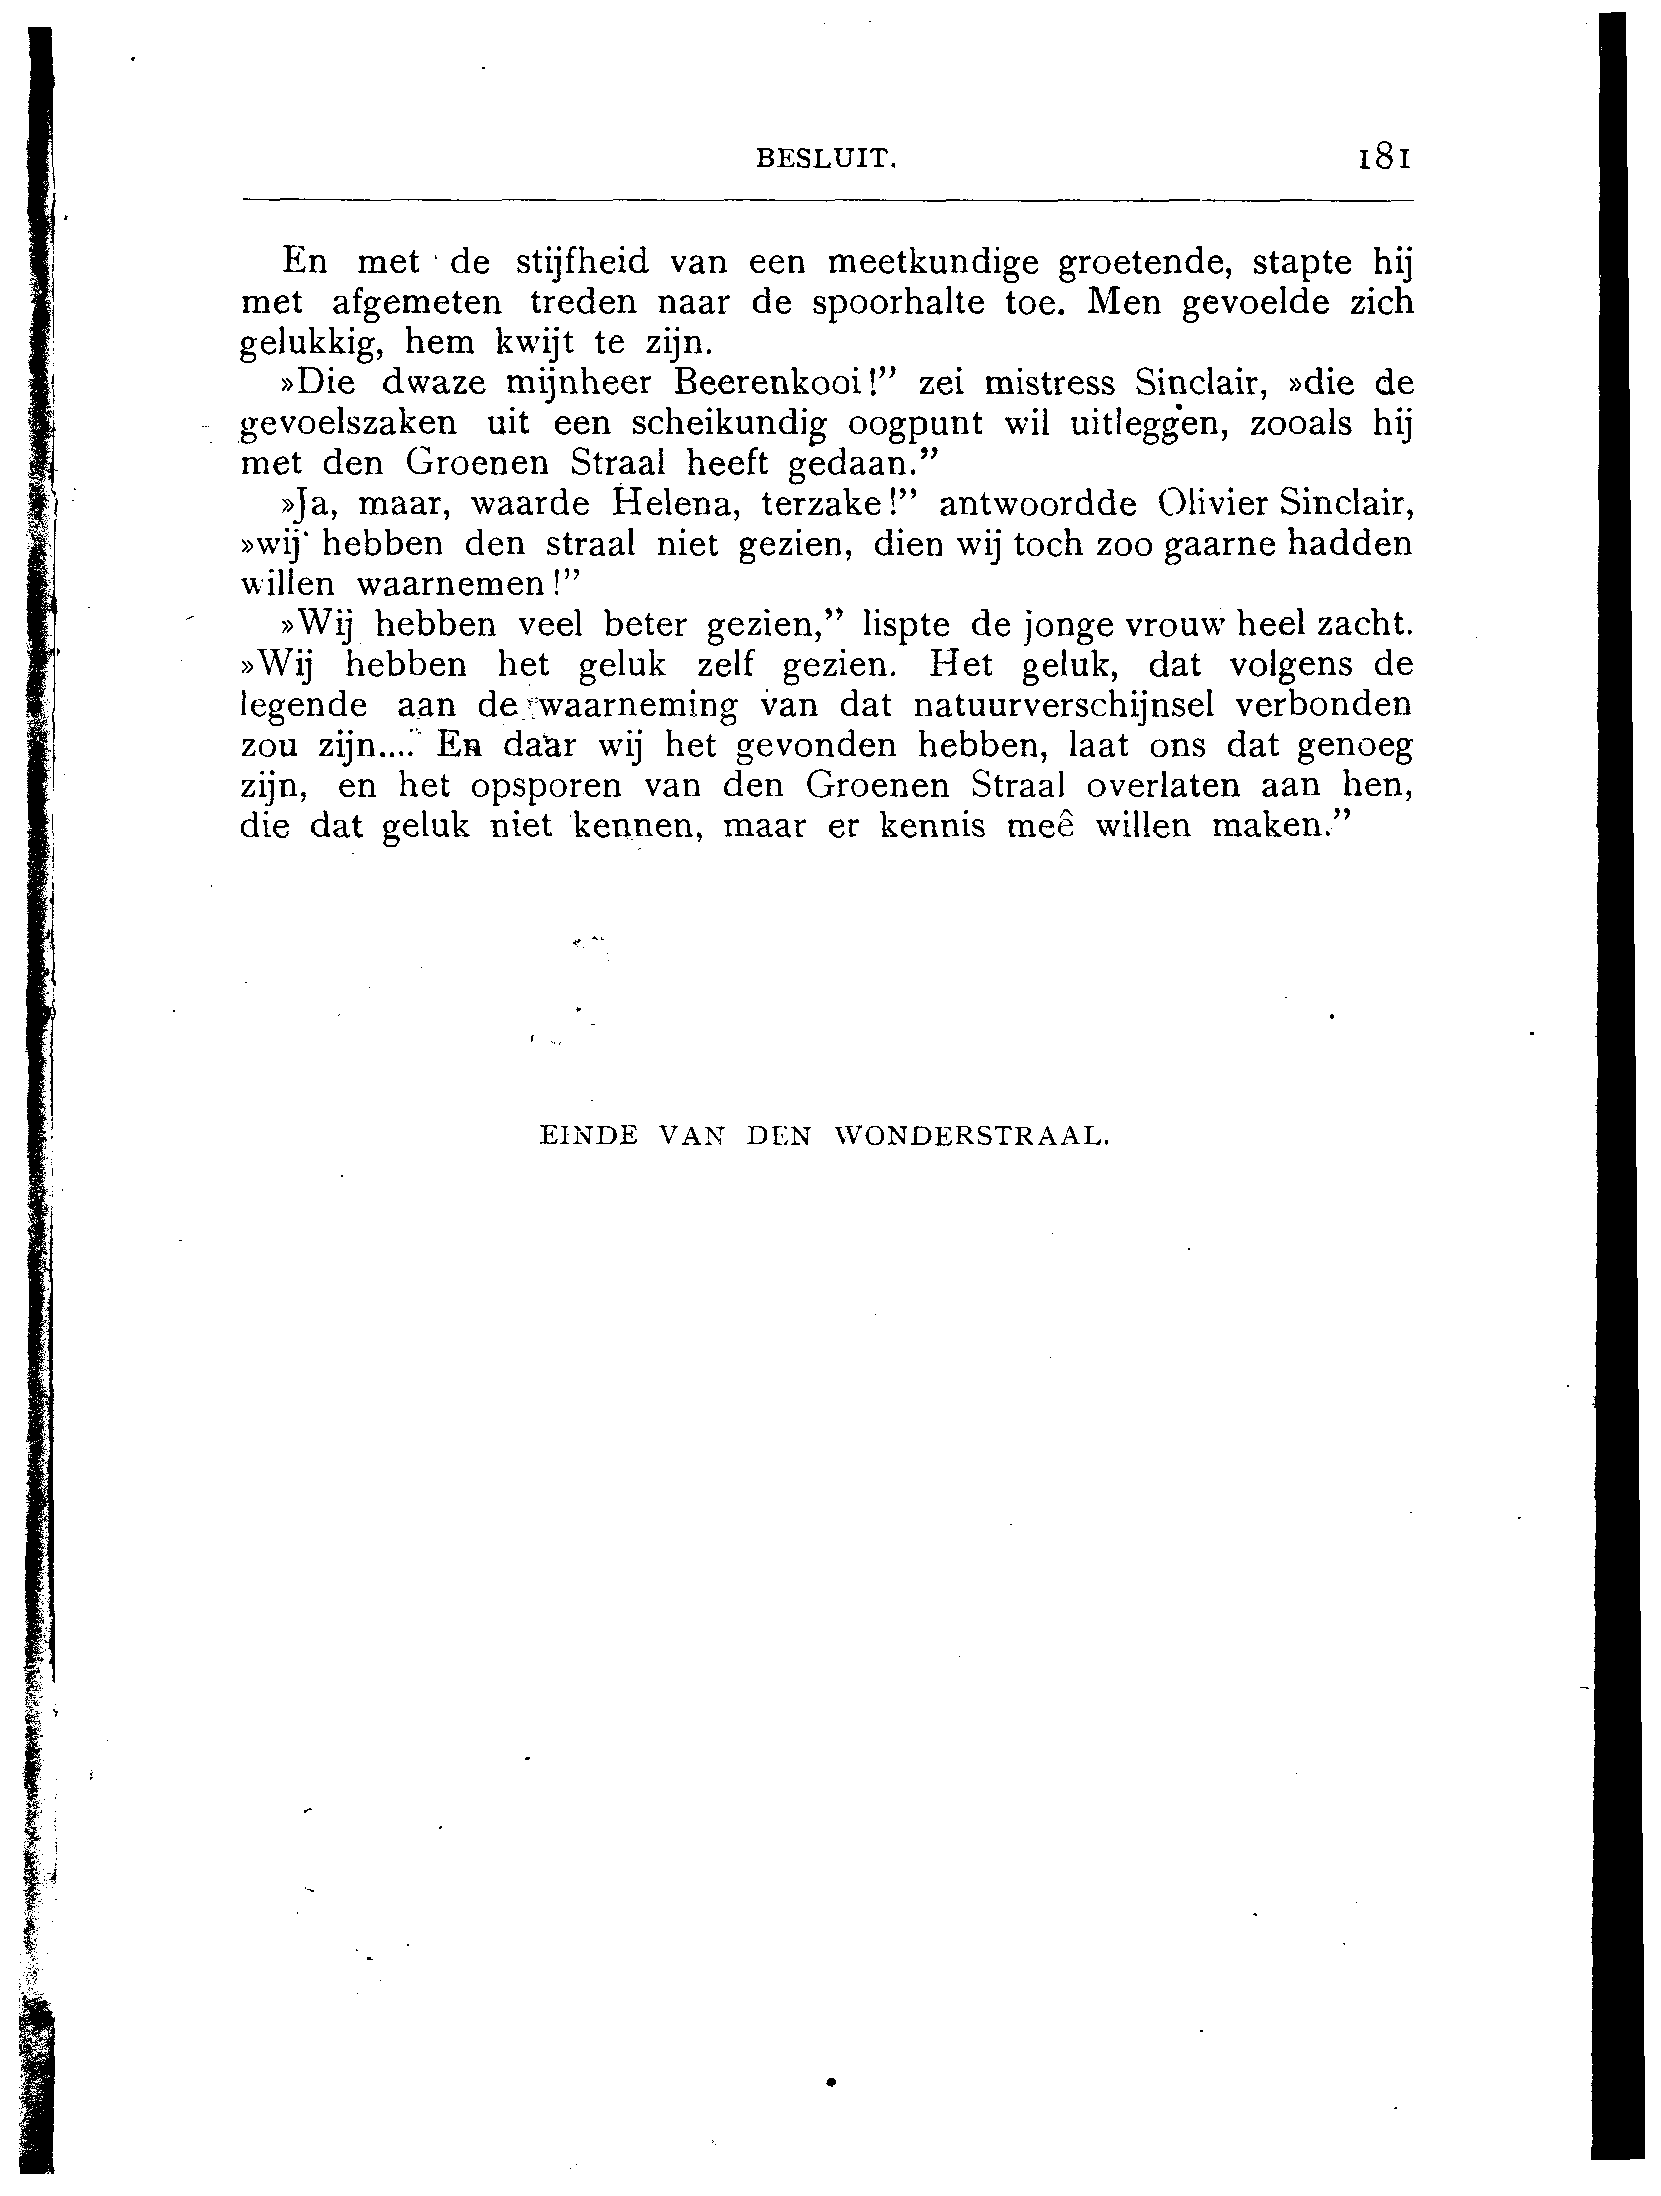 BESLUIT. 181
En met de stijfheid van een meetkundige groetende, stapte hij
met afgemeten treden naar de spoorhalte toe. Men gevoelde zich
gelukkig, hem kwijt te zijn.
»Die dwaze mijnheer Beerenkooi!” zei mistress Sinclair, »die de
gevoelszaken uit een scheikundig oogpunt wil uitleggen, zooals hij
met den Groenen Straal heeft gedaan.”
»Ja, maar, waarde Helena, terzake!” antwoordde Olivier Sinclair,
»wij hebben den straal niet gezien, dien wij toch zoo gaarne hadden
willen waarnemen!”
»Wij hebben veel beter gezien,” lispte de jonge vrouw heel zacht.
»Wij hebben het geluk zelf gezien. Het geluk, dat volgens de
legende aan de waarneming van dat natuurverschijnsel verbonden
zou zijn.... En daar wij het gevonden hebben, laat ons dat genoeg
zijn, en het opsporen van den Groenen Straal overlaten aan hen,
die dat geluk niet kennen, maar er kennis meê willen maken.”
EINDE VAN DEN WONDERSTRAAL.